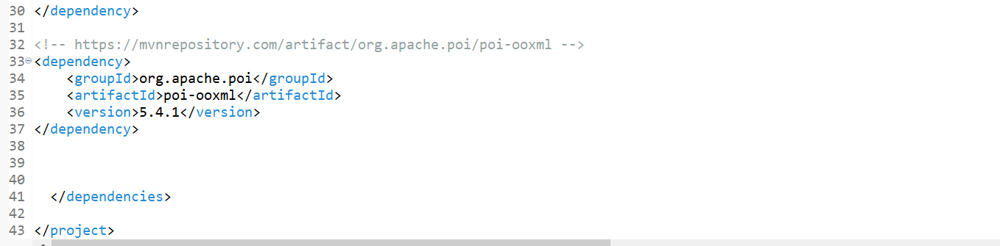 30 </dependency>
31
32 <!-- https://mvnrepository.com/artifact/org.apache.poi/poi-ooxml -->
33 <dependency>
34     <groupId>org.apache.poi</groupId>
35     <artifactId>poi-ooxml</artifactId>
36     <version>5.4.1</version>
37 </dependency>
38
39
40
41   </dependencies>
42
43 </project>